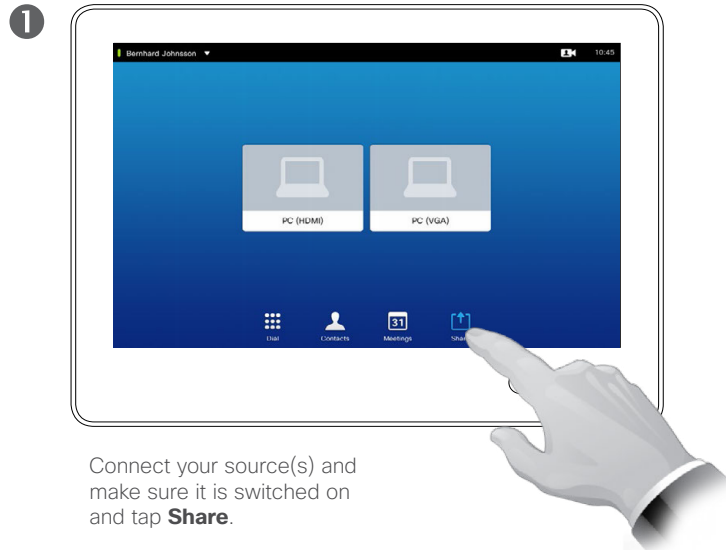 1
Bernhard Johnsson
10:45
PC (HDMI)
PC (VGA)
31
Dial
Contacts
Meetings
Connect your source(s) and
make sure it is switched on
and tap Share.